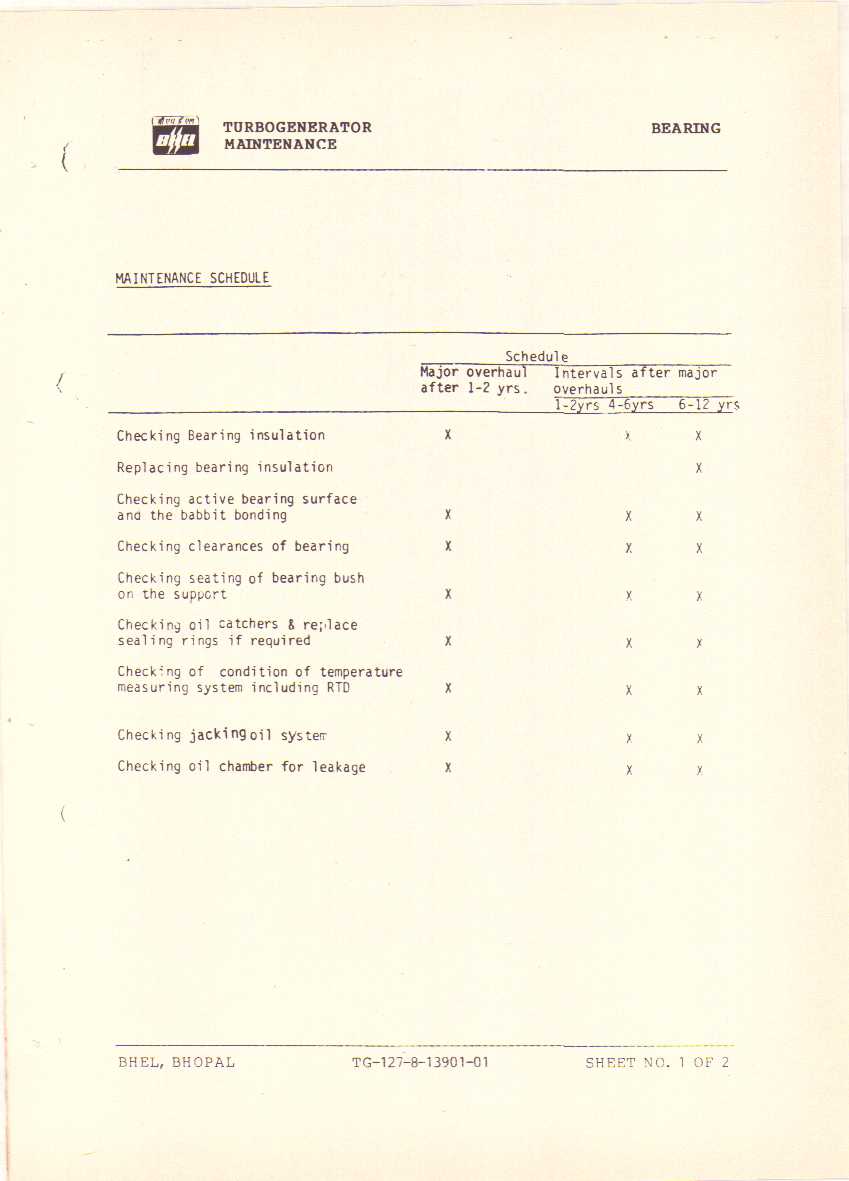 BHEL
TURBOGENERATOR BEARING
MAINTENANCE
MAINTENANCE SCHEDULE
Schedule
Major overhaul Intervals after major
after 1-2 yrs. overhauls
1-2yrs 4-6yrs 6-12 yrs
Checking Bearing insulation X X X
Replacing bearing insulation X
Checking active bearing surface
and the babbit bonding X X X
Checking clearances of bearing X X X
Checking seating of bearing bush
on the support X X X
Checking oil catchers & replace
sealing rings if required X X X
Checking of condition of temperature
measuring system including RTD X X X
Checking jacking oil system X X X
Checking oil chamber for leakage X X X
BHEL, BHOPAL TG-127-8-13901-01 SHEET NO. 1 OF 2